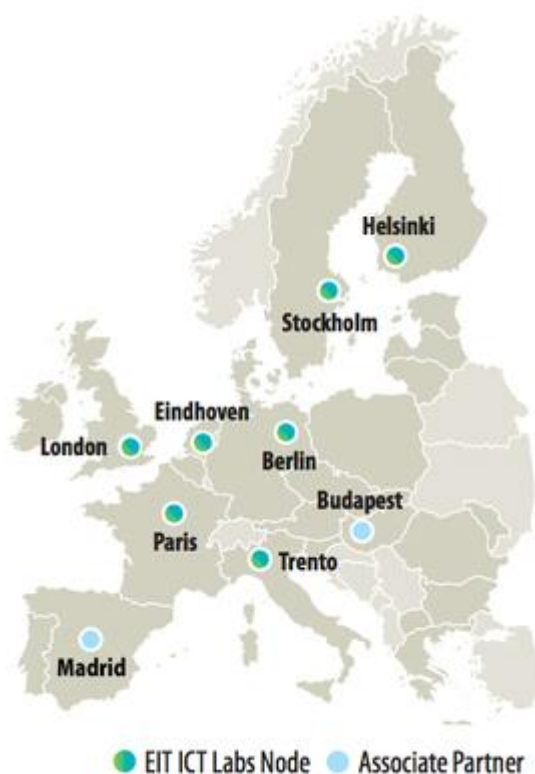 Helsinki
Stockholm
Eindhoven
London
Berlin
Budapest
Paris
Trento
Madrid
EIT ICT Labs Node
Associate Partner